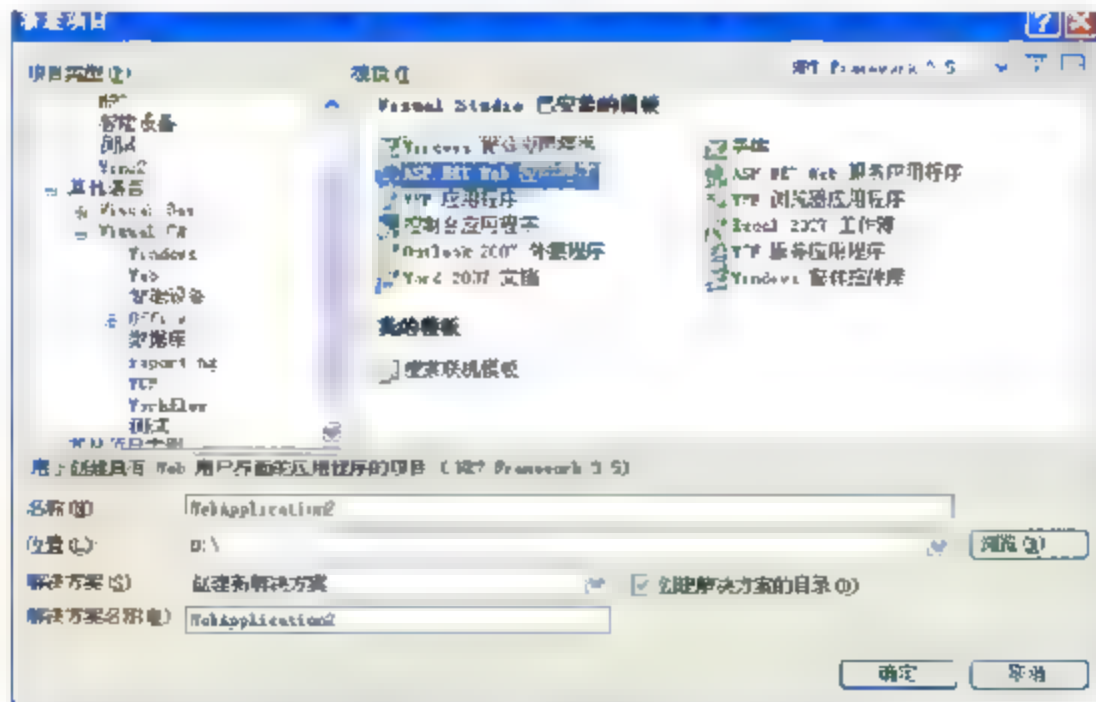 新建项目
项目类型(P)
模板(T)
.NET Framework 3.5
智能设备
测试
其他语言
Visual C#
Windows
Web
智能设备
Office
数据库
Reporting
WCF
Workflow
测试
Visual Studio 已安装的模板
Windows 窗体应用程序
ASP.NET Web 应用程序
WPF 应用程序
控制台应用程序
Outlook 2007 外接程序
Word 2007 文档
ASP.NET Web 服务应用程序
WPF 浏览器应用程序
Excel 2007 工作簿
WCF 服务应用程序
Windows 窗体控件库
我的模板
搜索联机模板
用于创建具有 Web 用户界面的应用程序的项目 (.NET Framework 3.5)
名称(N)
WebApplication2
位置(L):
D:\
浏览(B)
解决方案(S)
创建新解决方案
创建解决方案的目录(D)
解决方案名称(M)
WebApplication2
确定
取消